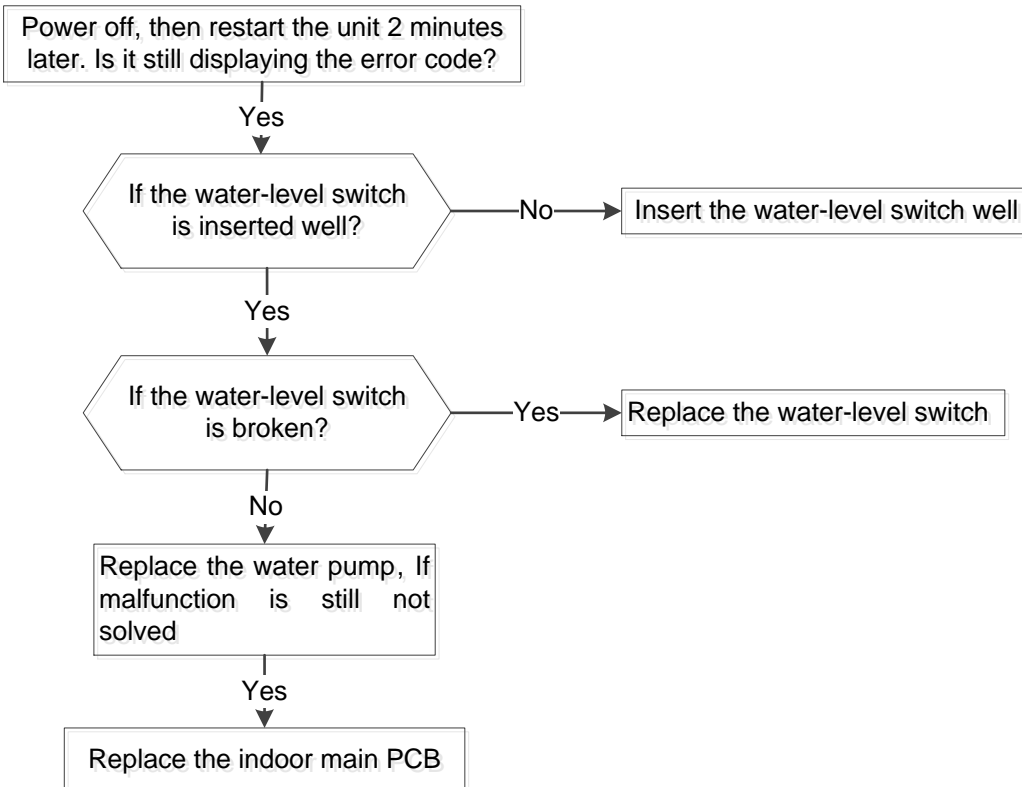 Power off, then restart the unit 2 minutes
later. Is it still displaying the error code?
Yes
If the water-level switch
is inserted well?
No
Insert the water-level switch well
Yes
If the water-level switch
is broken?
Yes
Replace the water-level switch
No
Replace the water pump, If
malfunction is still not
solved
Yes
Replace the indoor main PCB